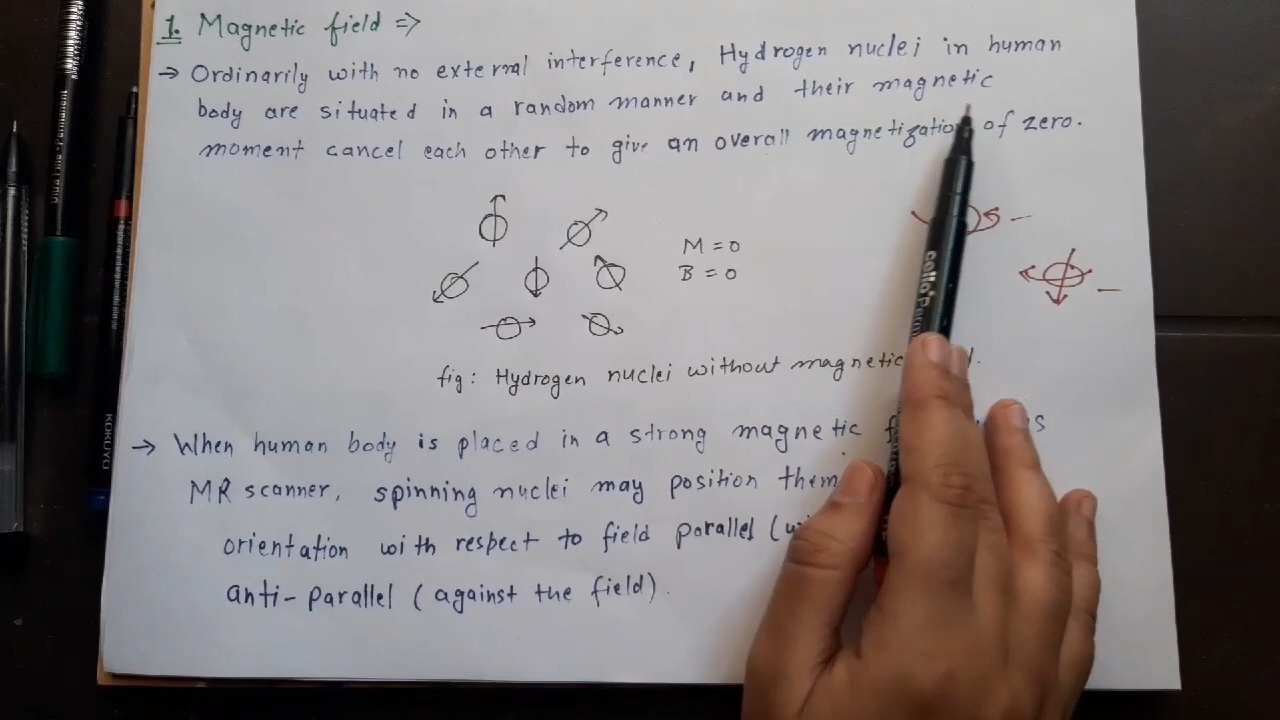 1. Magnetic field ⇒
→ Ordinarily with no external interference, Hydrogen nuclei in human
body are situated in a random manner and their magnetic
moment cancel each other to give an overall magnetization of zero.
M = 0
B = 0
fig: Hydrogen nuclei without magnetic
→ When human body is placed in a strong magnetic
MR scanner, spinning nuclei may position
orientation with respect to field parallel (
anti-parallel (against the field).
cello
KOKUYO